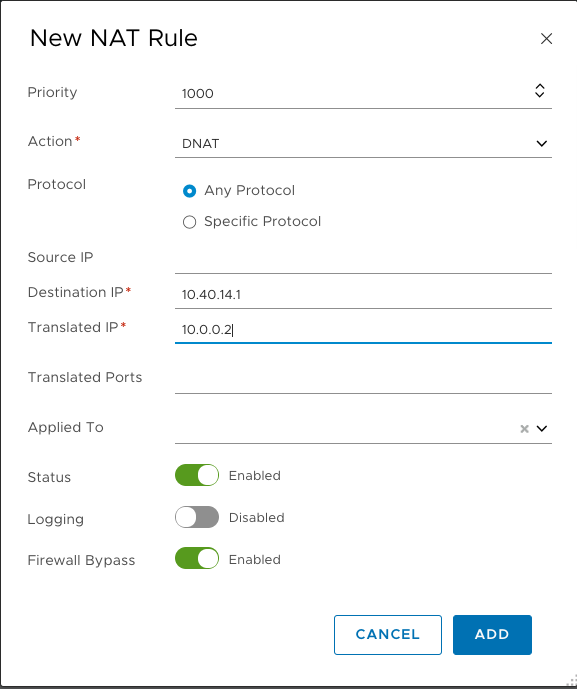 New NAT Rule
Priority 1000
Action* DNAT
Protocol Any Protocol
Specific Protocol
Source IP
Destination IP* 10.40.14.1
Translated IP* 10.0.0.2
Translated Ports
Applied To
Status Enabled
Logging Disabled
Firewall Bypass Enabled
CANCEL ADD